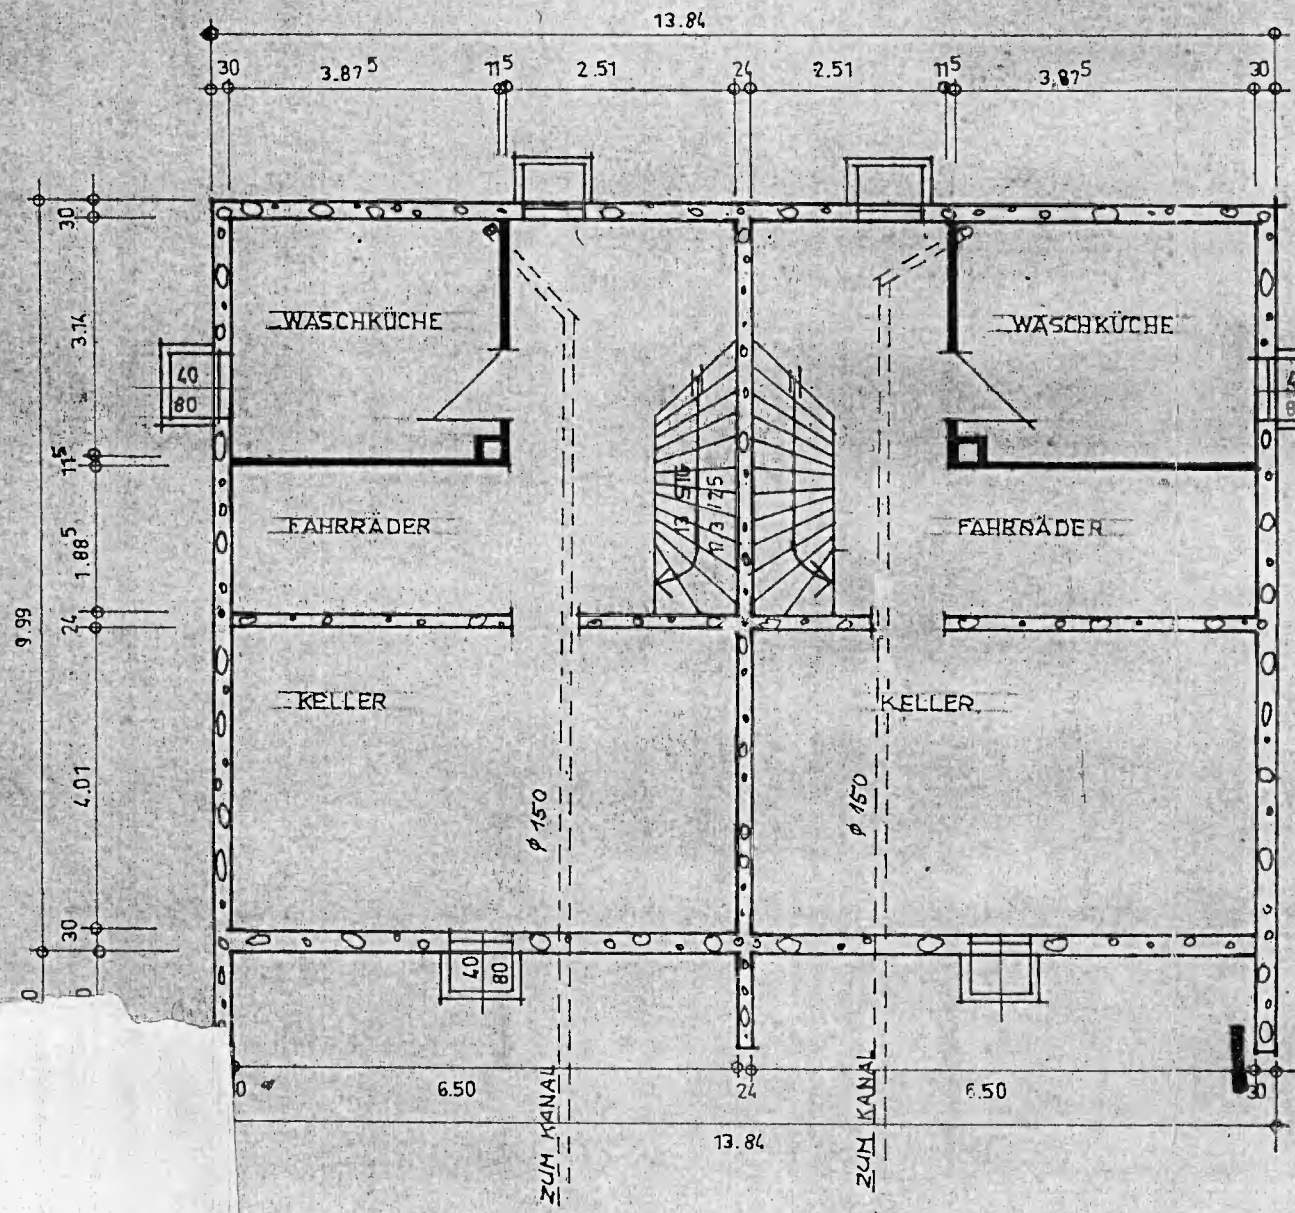 13.84
30 3.87⁵ 11⁵ 2.51 24 2.51 11⁵ 3.87⁵ 30
30
3.14
11⁵
1.88⁵
24
4.01
30
9.99
WASCHKÜCHE
WASCHKÜCHE
40
80
FAHRRÄDER
FAHRRÄDER
KELLER
KELLER
φ 150
φ 150
40
80
ZUM KANAL
ZUM KANAL
6.50 24 6.50 30
13.84